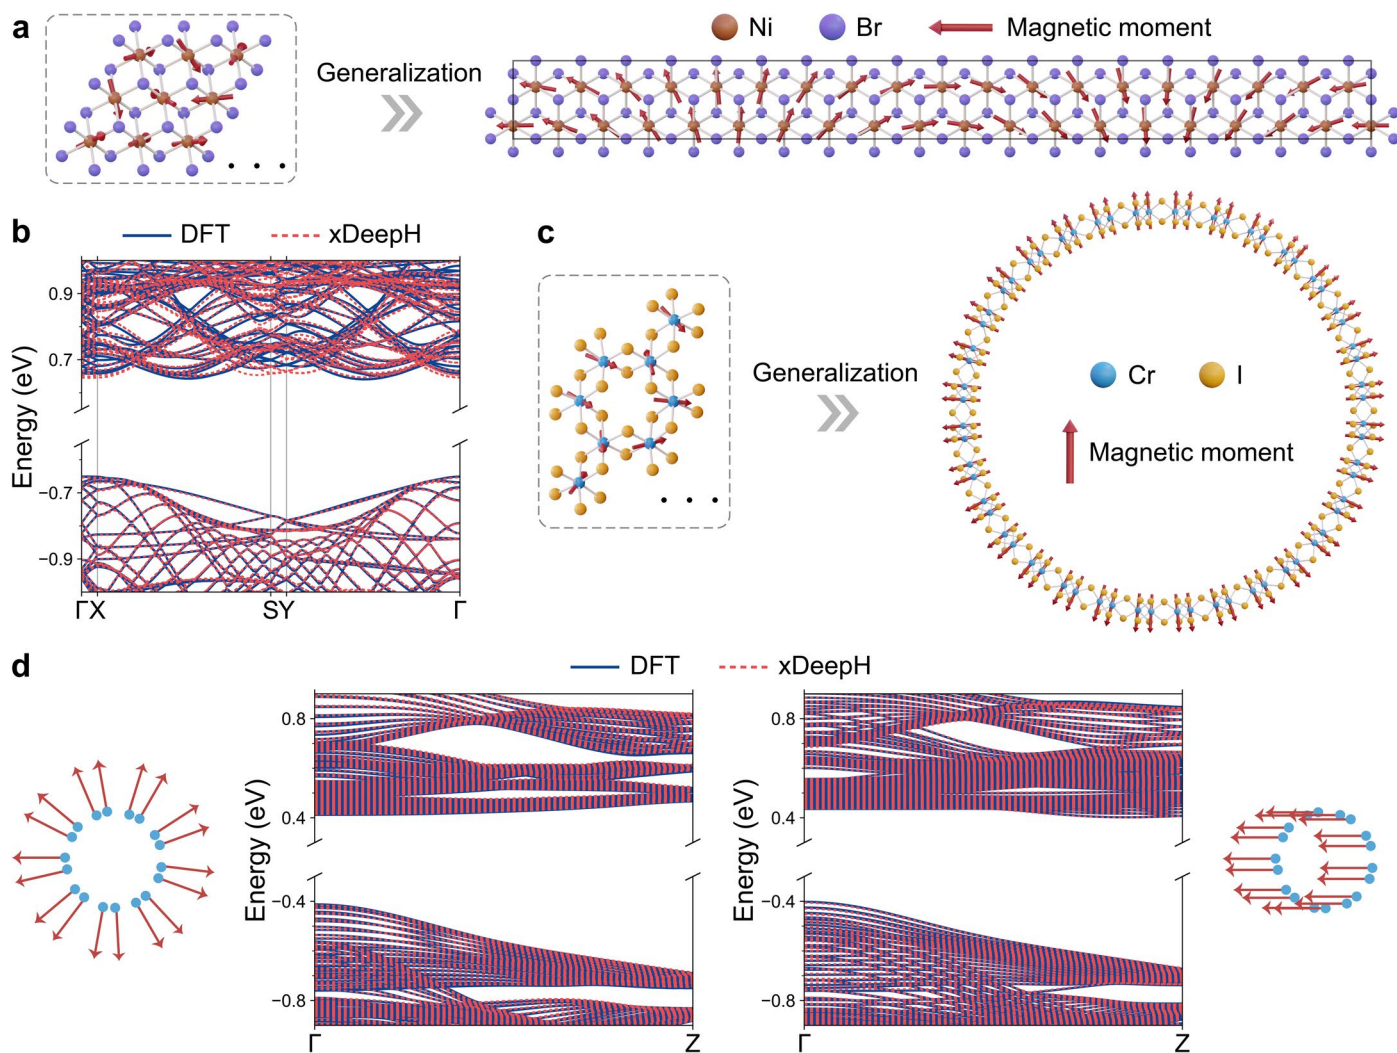 a
Ni
Br
Magnetic moment
Generalization
. . .
b
DFT
xDeepH
Energy (eV)
0.9
0.7
−0.7
−0.9
Γ X S Y Γ
c
. . .
Generalization
Cr
I
Magnetic moment
d
DFT
xDeepH
Energy (eV)
0.8
0.4
−0.4
−0.8
Γ Z
Energy (eV)
0.8
0.4
−0.4
−0.8
Γ Z